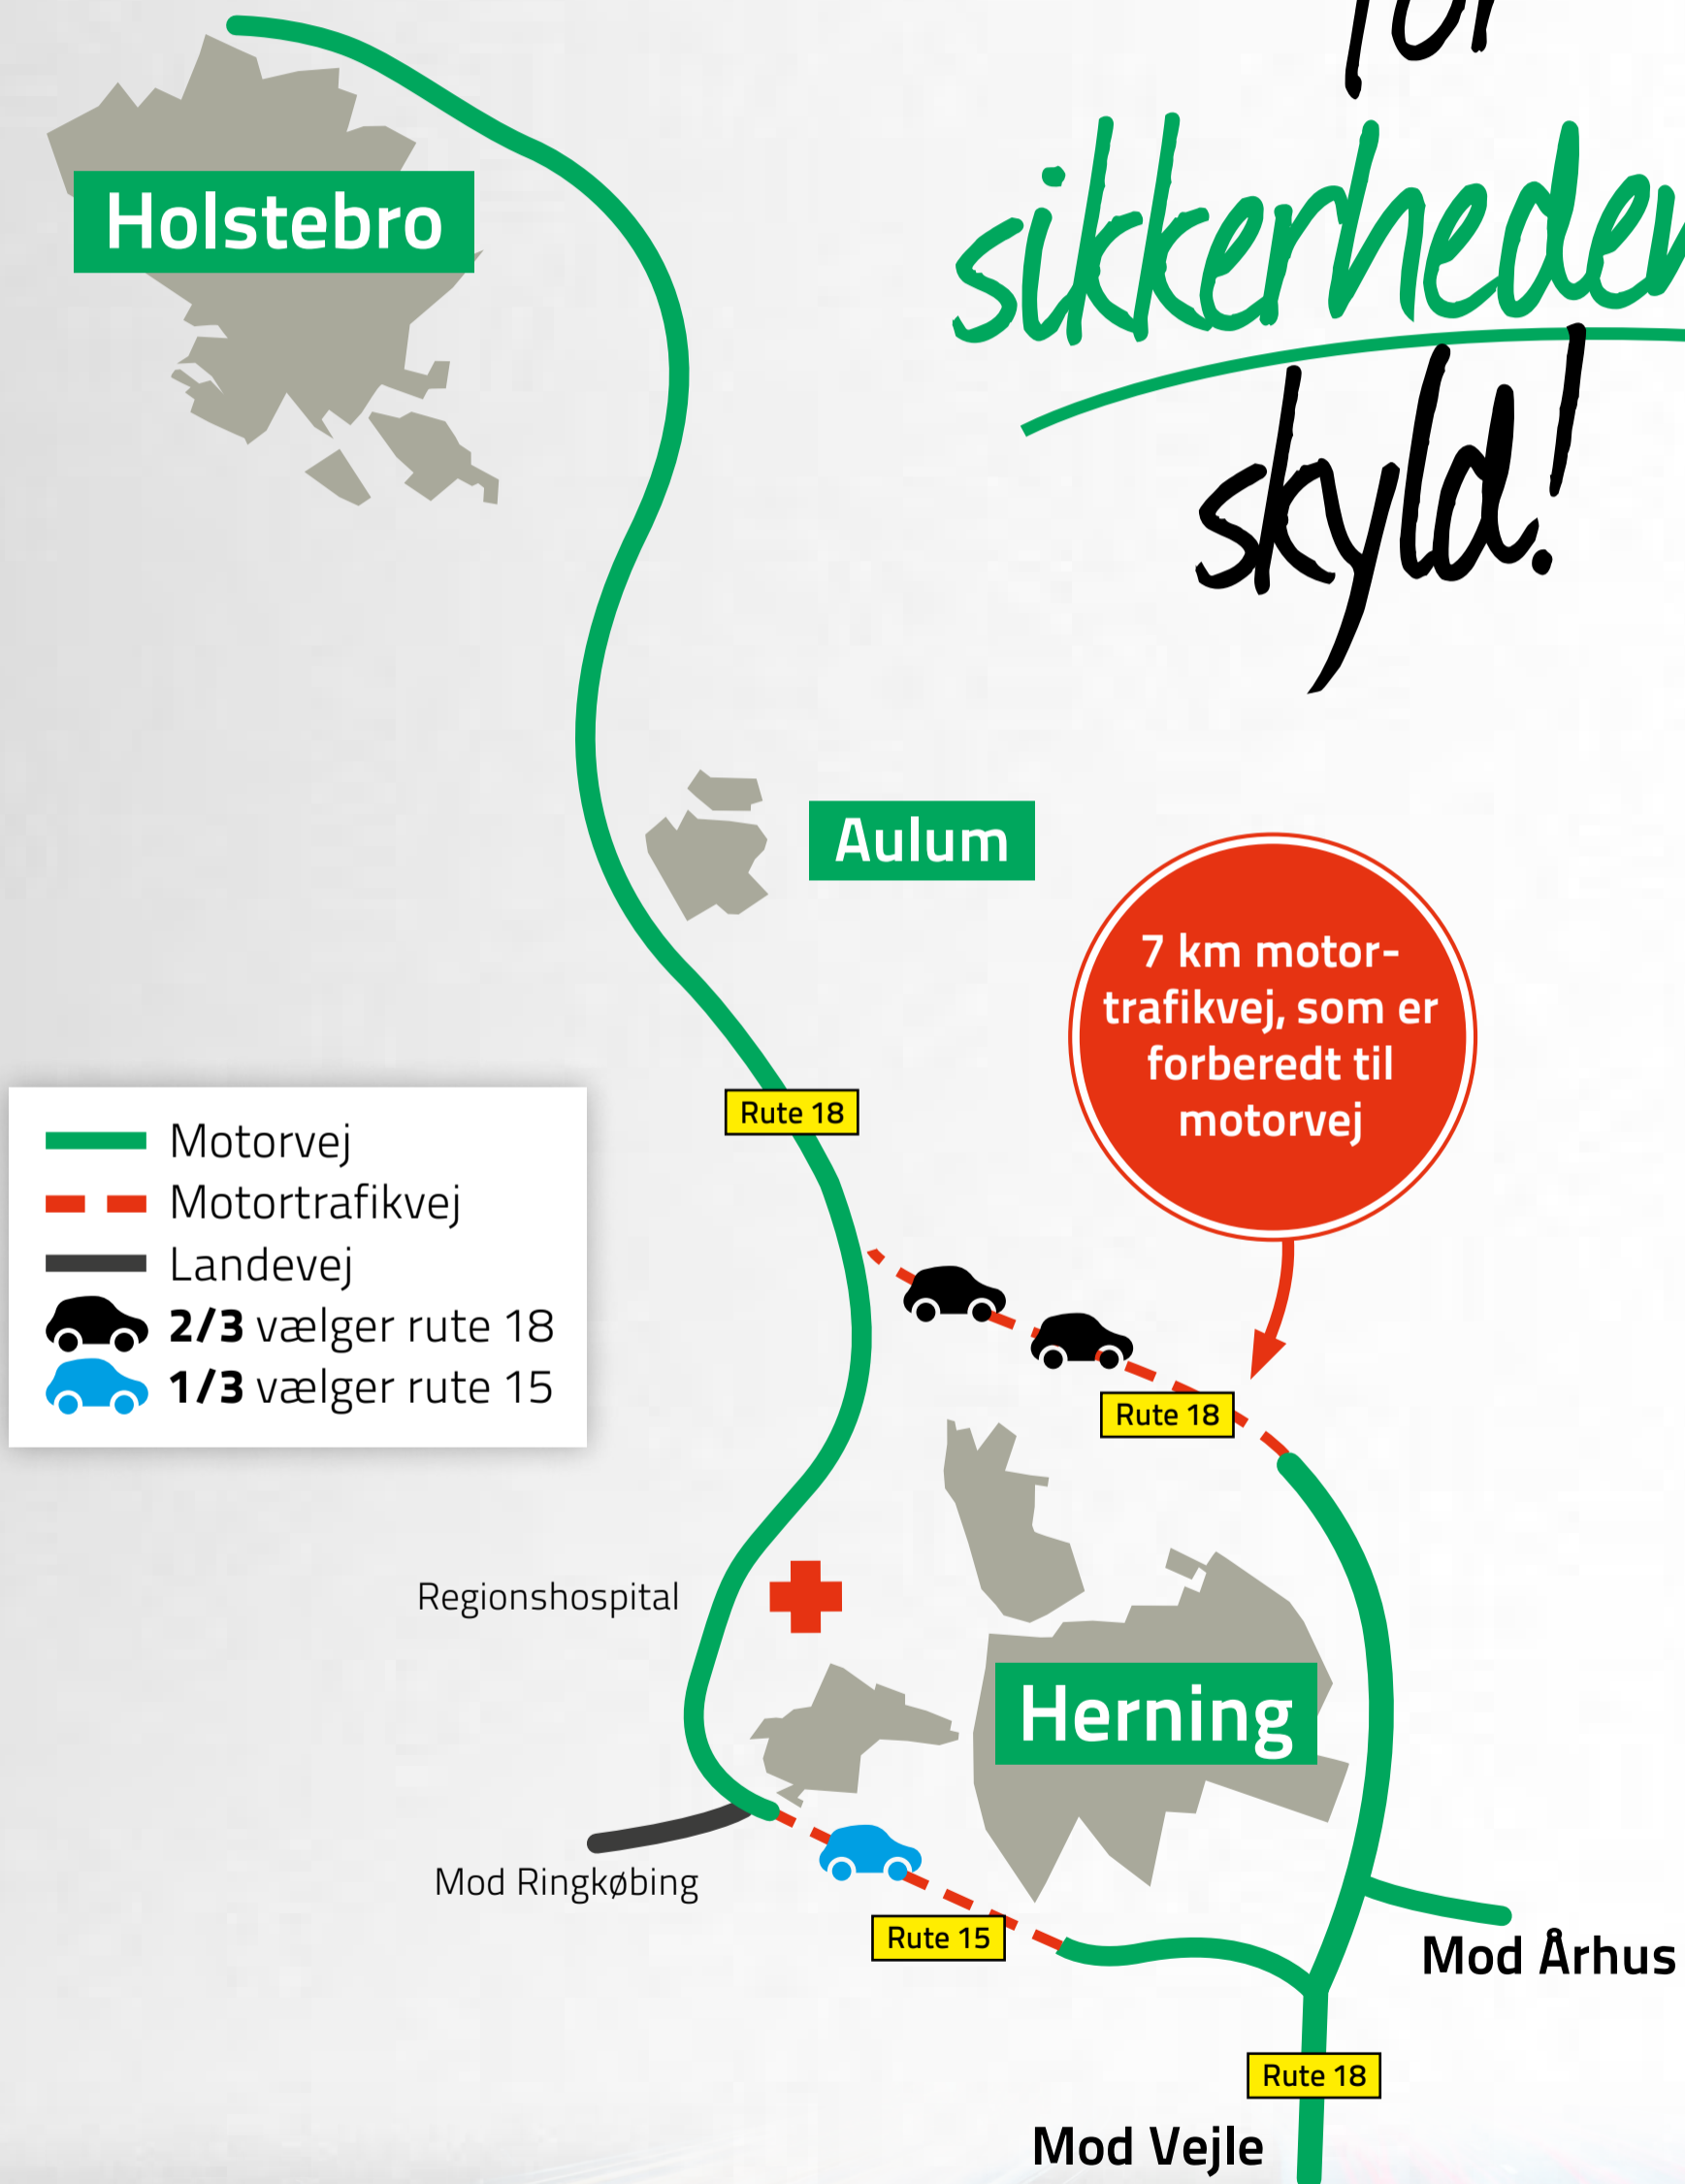 for
sikkerheden
skyld!
Holstebro
Aulum
7 km motor-
trafikvej, som er
forberedt til
motorvej
Rute 18
Motorvej
Motortrafikvej
Landevej
2/3 vælger rute 18
1/3 vælger rute 15
Rute 18
Regionshospital
Herning
Mod Ringkøbing
Rute 15
Mod Århus
Rute 18
Mod Vejle